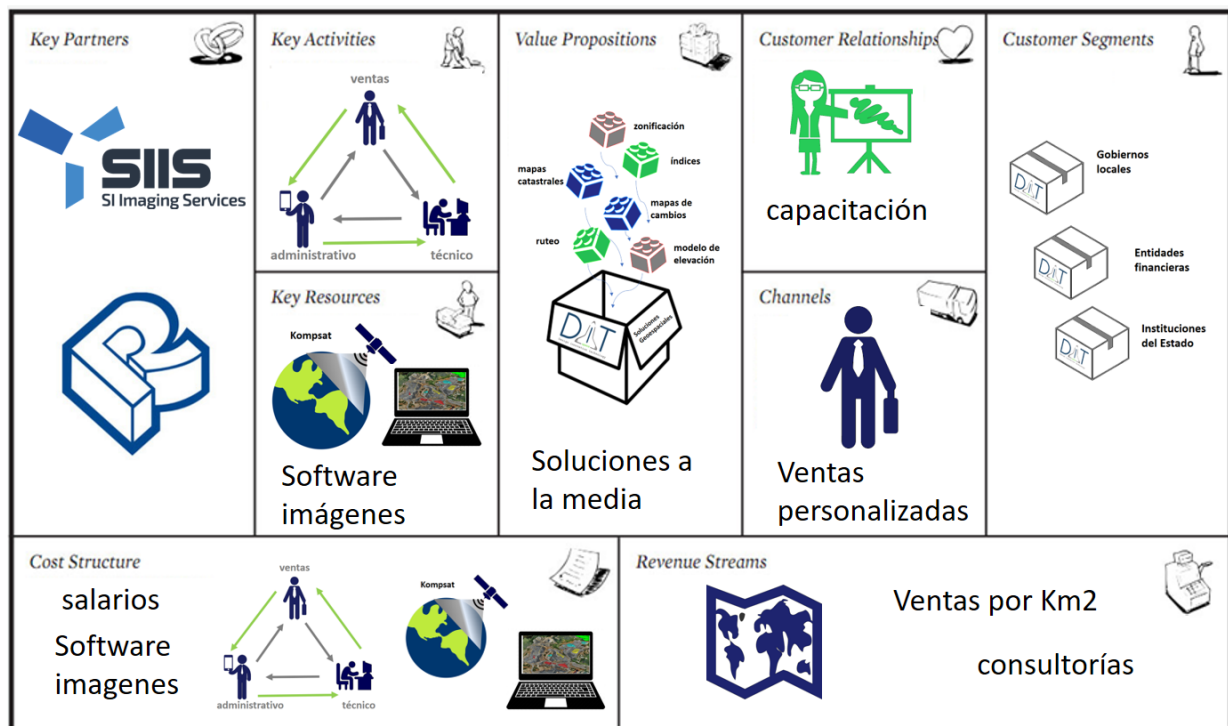 Key Partners
SIIS
SI Imaging Services
Key Activities
ventas
administrativo
técnico
Key Resources
Kompsat
Software
imágenes
Value Propositions
zonificación
índices
mapas
catastrales
mapas de
cambios
ruteo
modelo de
elevación
Soluciones
Geoespaciales
Soluciones a
la media
Customer Relationships
capacitación
Channels
Ventas
personalizadas
Customer Segments
Gobiernos
locales
Entidades
financieras
Instituciones
del Estado
Cost Structure
salarios
Software
imagenes
ventas
administrativo
técnico
Kompsat
Revenue Streams
Ventas por Km2
consultorías